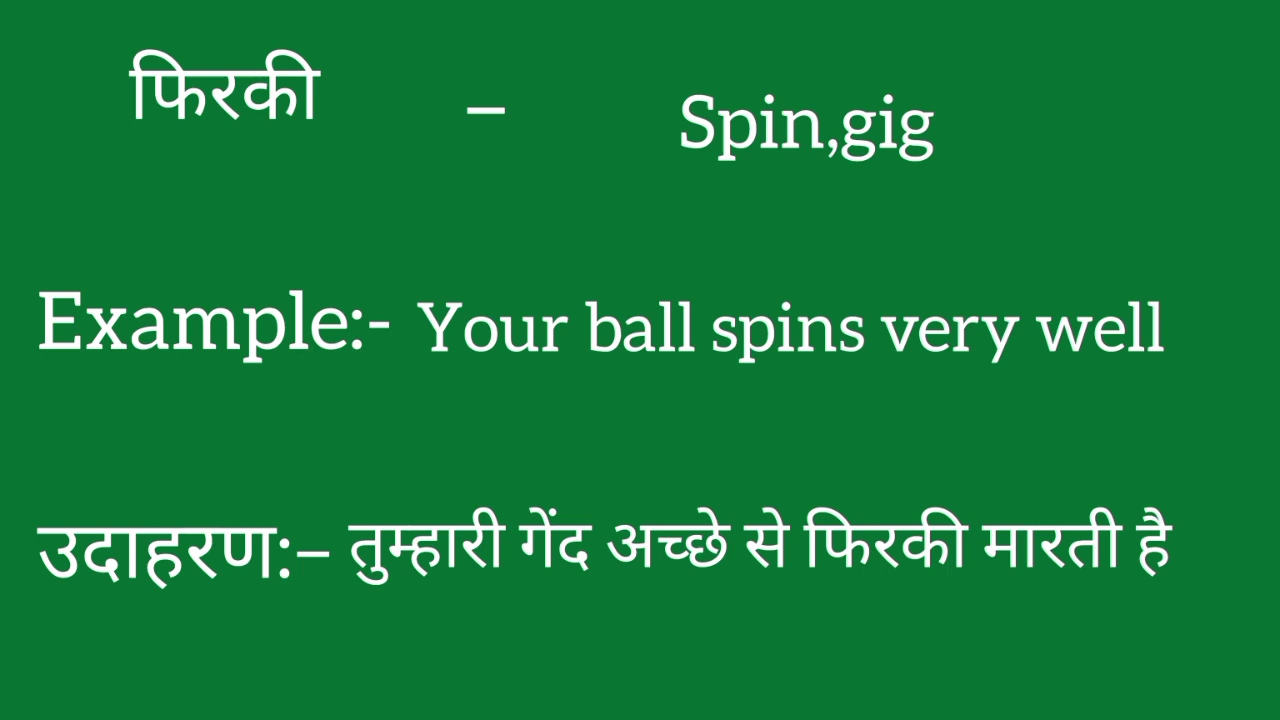 फिरकी – Spin,gig
Example:- Your ball spins very well
उदाहरण:– तुम्हारी गेंद अच्छे से फिरकी मारती है